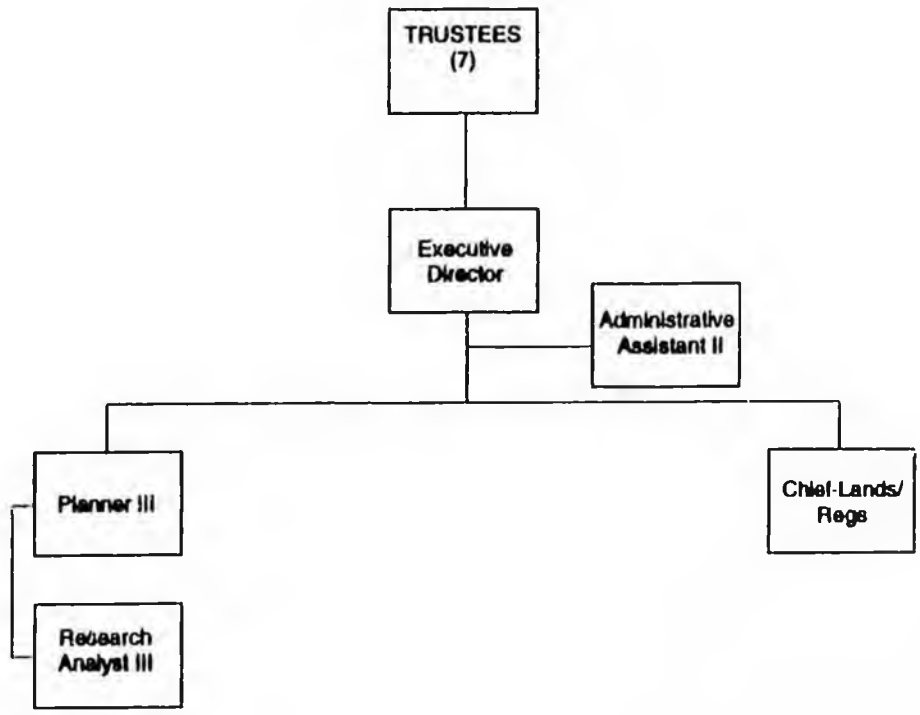 TRUSTEES
(7)
Executive
Director
Administrative
Assistant II
Planner III
Chief-Lands/
Regs
Research
Analyst III